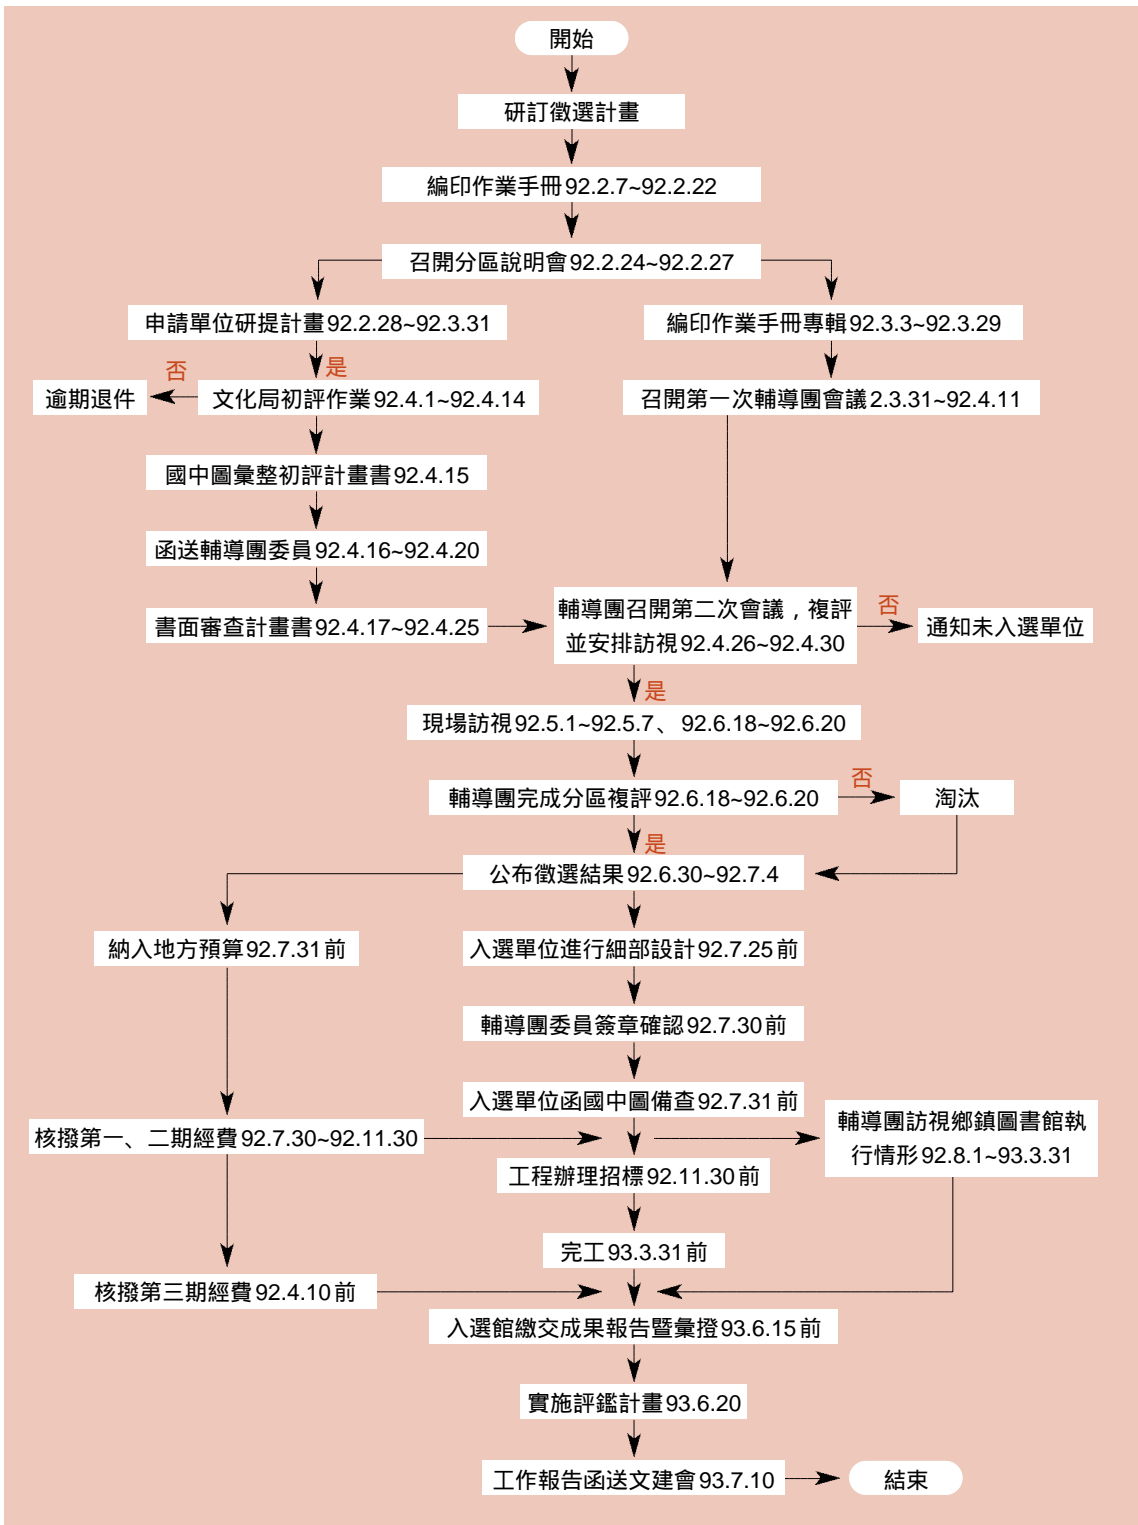 開始
研訂徵選計畫
編印作業手冊92.2.7~92.2.22
召開分區說明會92.2.24~92.2.27
申請單位研提計畫92.2.28~92.3.31
編印作業手冊專輯92.3.3~92.3.29
否
是
逾期退件
文化局初評作業92.4.1~92.4.14
召開第一次輔導團會議2.3.31~92.4.11
國中圖彙整初評計畫書92.4.15
函送輔導團委員92.4.16~92.4.20
書面審查計畫書92.4.17~92.4.25
輔導團召開第二次會議，複評
並安排訪視92.4.26~92.4.30
否
通知未入選單位
是
現場訪視92.5.1~92.5.7、92.6.18~92.6.20
輔導團完成分區複評92.6.18~92.6.20
否
淘汰
是
公布徵選結果92.6.30~92.7.4
納入地方預算92.7.31前
入選單位進行細部設計92.7.25前
輔導團委員簽章確認92.7.30前
入選單位函國中圖備查92.7.31前
核撥第一、二期經費92.7.30~92.11.30
輔導團訪視鄉鎮圖書館執
行情形92.8.1~93.3.31
工程辦理招標92.11.30前
完工93.3.31前
核撥第三期經費92.4.10前
入選館繳交成果報告暨彙撜93.6.15前
實施評鑑計畫93.6.20
工作報告函送文建會93.7.10
結束